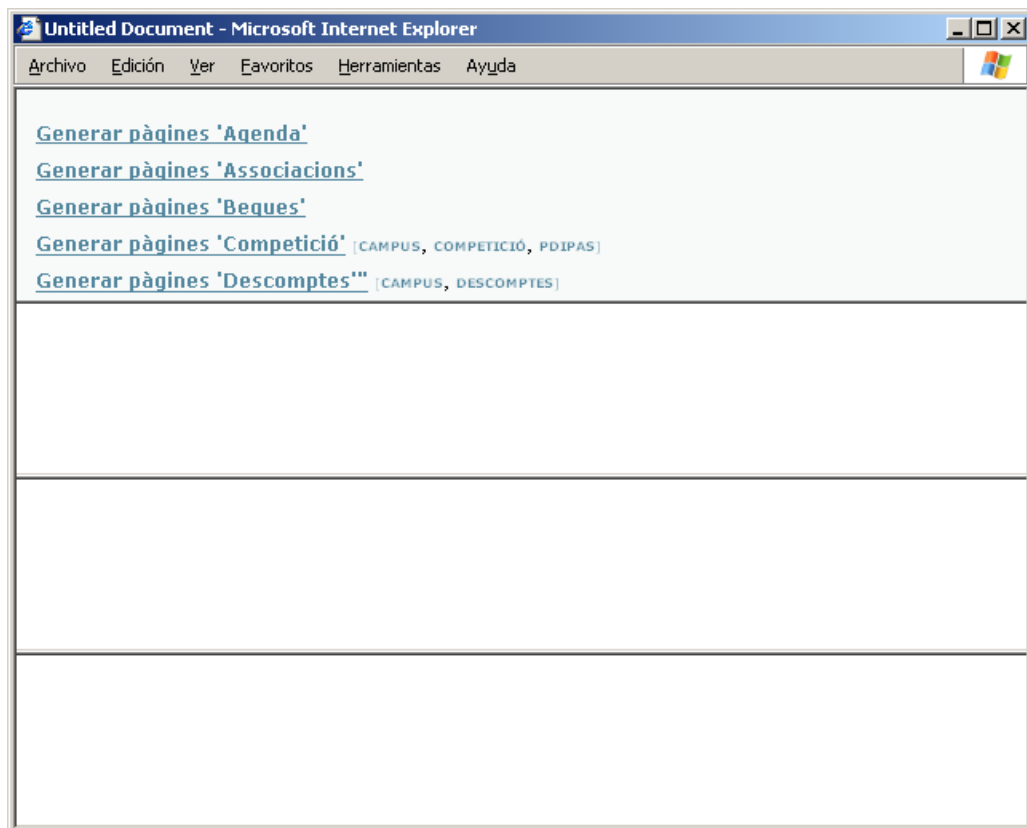 Untitled Document - Microsoft Internet Explorer
Archivo Edición Ver Favoritos Herramientas Ayuda
Generar pàgines 'Agenda'
Generar pàgines 'Associacions'
Generar pàgines 'Beques'
Generar pàgines 'Competició' [CAMPUS, COMPETICIÓ, PDIPAS]
Generar pàgines 'Descomptes'" [CAMPUS, DESCOMPTES]